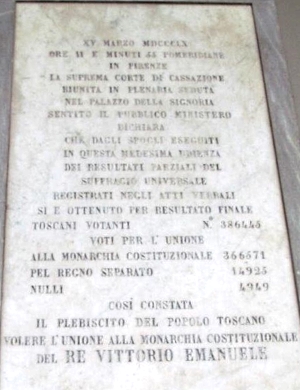 XV MARZO MDCCCLX
ORE 11 E MINUTI 55 POMERIDIANE
IN FIRENZE
LA SUPREMA CORTE DI CASSAZIONE
RIUNITA IN PLENARIA SEDUTA
NEL PALAZZO DELLA SIGNORIA
SENTITO IL PUBBLICO MINISTERO
DICHIARA
CHE DAGLI SPOGLI ESEGUITI
IN QUESTA MEDESIMA UDIENZA
DEI RESULTATI PARZIALI DEL
SUFFRAGIO UNIVERSALE
REGISTRATI NEGLI ATTI VERBALI
SI È OTTENUTO PER RESULTATO FINALE
TOSCANI VOTANTI N. 386445
VOTI PER L'UNIONE
ALLA MONARCHIA COSTITUZIONALE 366571
PEL REGNO SEPARATO 14925
NULLI 4949
COSÌ CONSTATA
IL PLEBISCITO DEL POPOLO TOSCANO
VOLERE L'UNIONE ALLA MONARCHIA COSTITUZIONALE
DEL RE VITTORIO EMANUELE